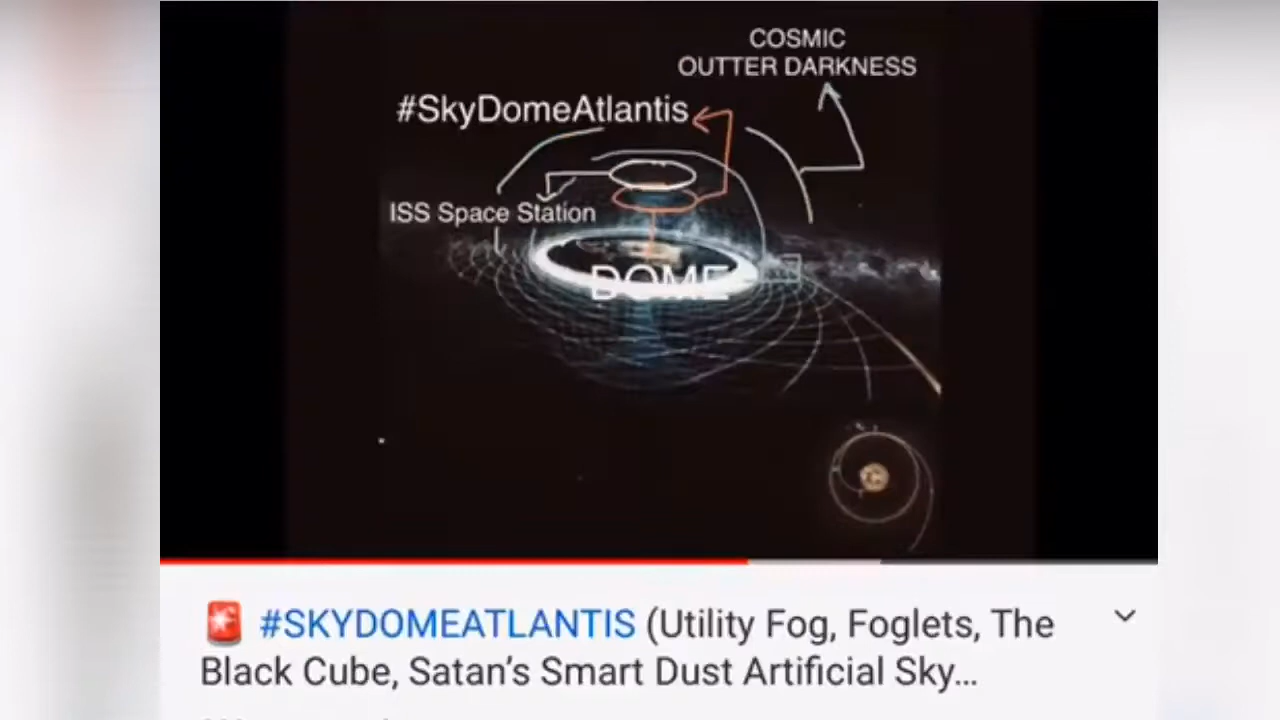 COSMIC
OUTTER DARKNESS
#SkyDomeAtlantis
ISS Space Station
DOME
#SKYDOMEATLANTIS (Utility Fog, Foglets, The
Black Cube, Satan’s Smart Dust Artificial Sky...